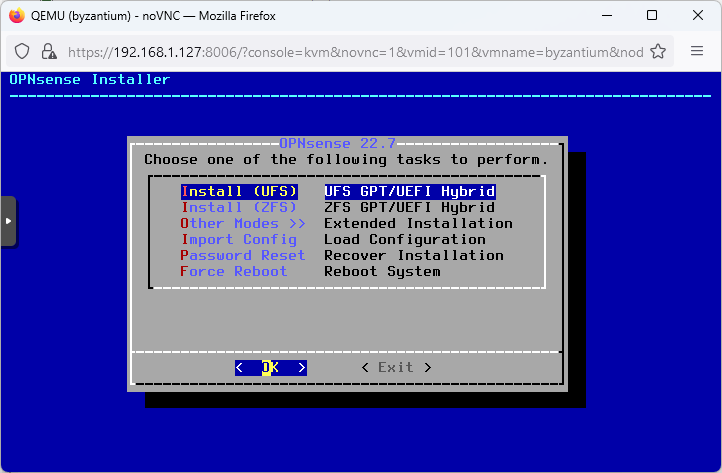 QEMU (byzantium) - noVNC — Mozilla Firefox
https://192.168.1.127:8006/?console=kvm&novnc=1&vmid=101&vmname=byzantium&nod
OPNsense Installer
OPNsense 22.7
Choose one of the following tasks to perform.
Install (UFS) UFS GPT/UEFI Hybrid
Install (ZFS) ZFS GPT/UEFI Hybrid
Other Modes >> Extended Installation
Import Config Load Configuration
Password Reset Recover Installation
Force Reboot Reboot System
< OK > < Exit >